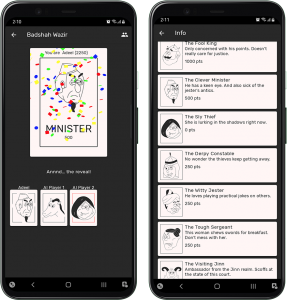 2:10
Badshah Wazir
You are Adeel (2250)
MINISTER
500
Annnd.. the reveal!
Adeel
AI Player 1
AI Player 2
2:11
Info
The Fool King
Only concerned with his points. Doesn't
really care for justice.
1000 pts
The Clever Minister
He has a keen eye. And also sick of the
jester's antics.
500 pts
The Sly Thief
She is lurking in the shadows right now.
0 pts
The Derpy Constable
No wonder the thieves keep getting away.
250 pts
The Witty Jester
He loves playing practical jokes on others.
250 pts
The Tough Sergeant
This woman chews swords for breakfast.
Don't mess with her.
250 pts
The Visiting Jinn
Ambassador from the Jinn realm. Scoffs at
the state of this court.